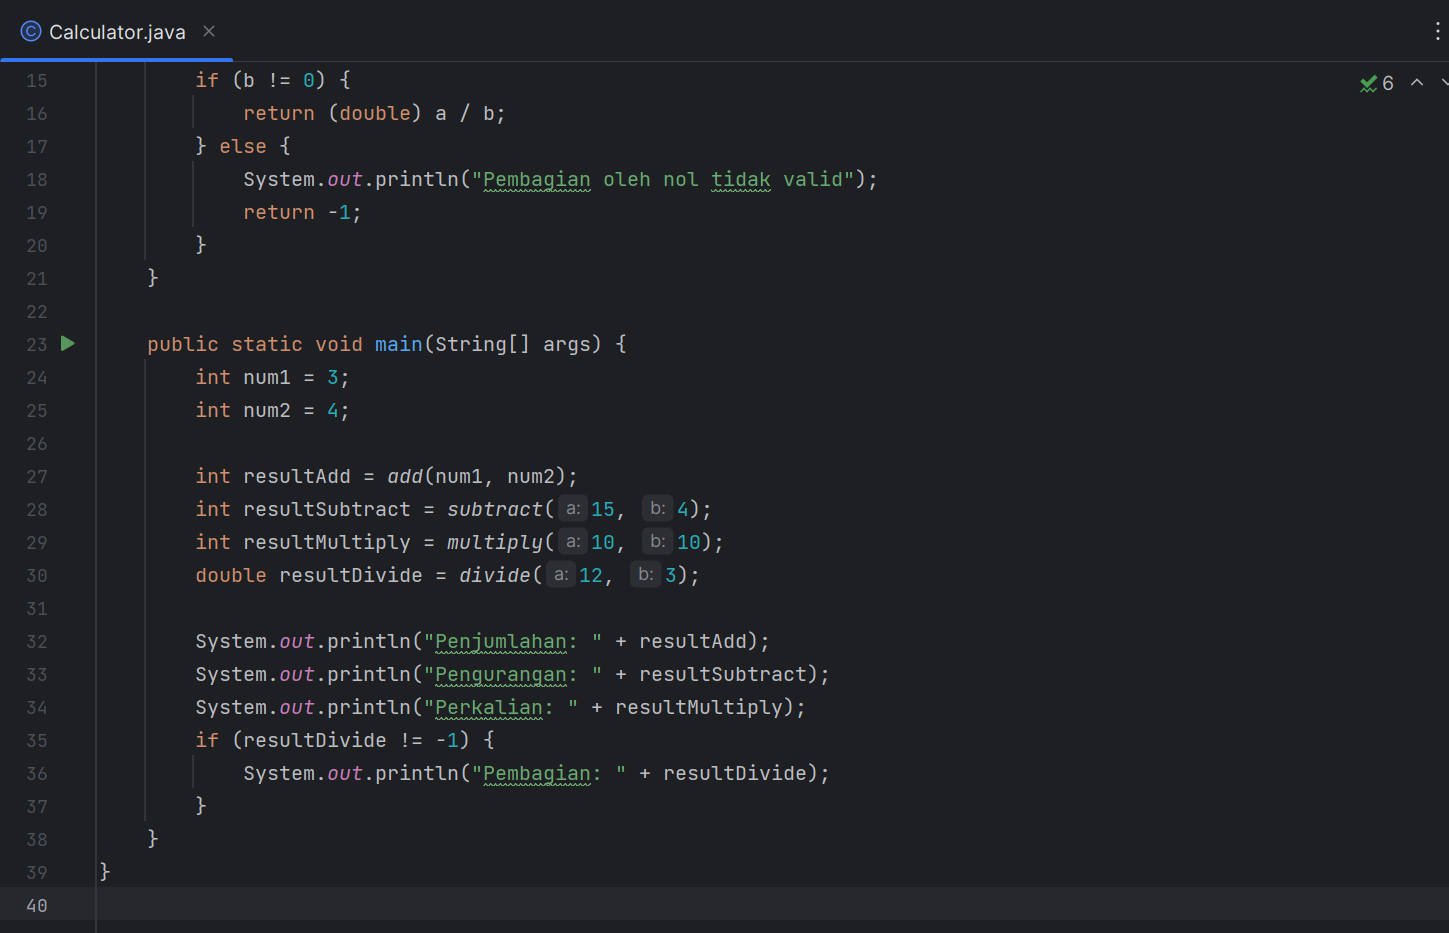 Calculator.java
6
15 if (b != 0) {
16 return (double) a / b;
17 } else {
18 System.out.println("Pembagian oleh nol tidak valid");
19 return -1;
20 }
21 }
22
23 public static void main(String[] args) {
24 int num1 = 3;
25 int num2 = 4;
26
27 int resultAdd = add(num1, num2);
28 int resultSubtract = subtract( a: 15, b: 4);
29 int resultMultiply = multiply( a: 10, b: 10);
30 double resultDivide = divide( a: 12, b: 3);
31
32 System.out.println("Penjumlahan: " + resultAdd);
33 System.out.println("Pengurangan: " + resultSubtract);
34 System.out.println("Perkalian: " + resultMultiply);
35 if (resultDivide != -1) {
36 System.out.println("Pembagian: " + resultDivide);
37 }
38 }
39 }
40